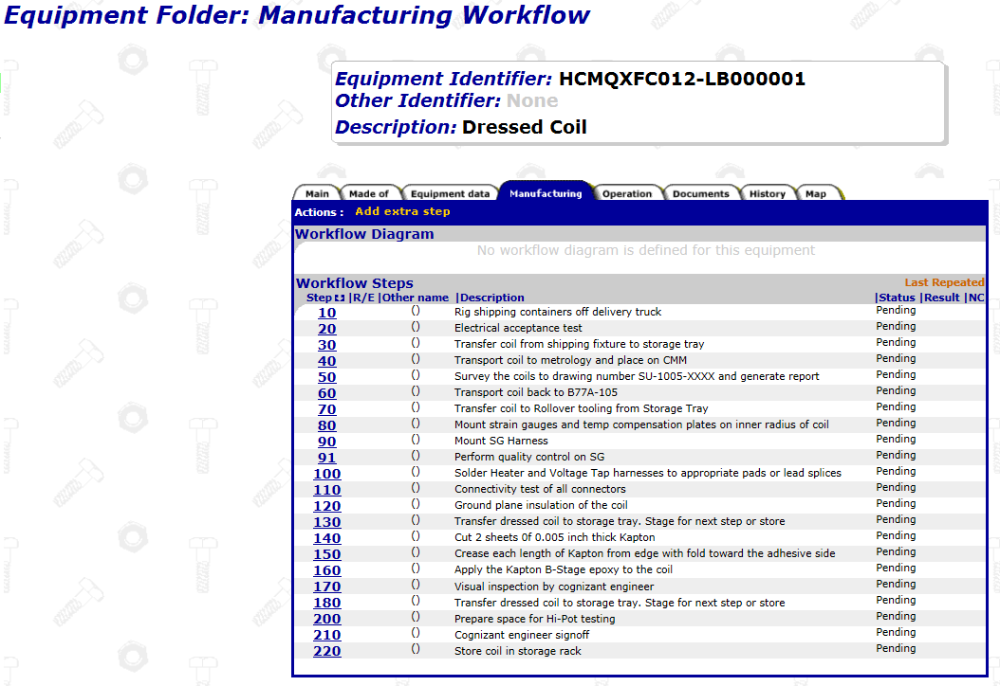 Equipment Folder: Manufacturing Workflow
Equipment Identifier: HCMQXFC012-LB000001
Other Identifier: None
Description: Dressed Coil
Main Made of Equipment data Manufacturing Operation Documents History Map
Actions : Add extra step
Workflow Diagram
No workflow diagram is defined for this equipment
Workflow Steps Last Repeated
Step |R/E |Other name |Description |Status |Result |NC
10 () Rig shipping containers off delivery truck Pending
20 () Electrical acceptance test Pending
30 () Transfer coil from shipping fixture to storage tray Pending
40 () Transport coil to metrology and place on CMM Pending
50 () Survey the coils to drawing number SU-1005-XXXX and generate report Pending
60 () Transport coil back to B77A-105 Pending
70 () Transfer coil to Rollover tooling from Storage Tray Pending
80 () Mount strain gauges and temp compensation plates on inner radius of coil Pending
90 () Mount SG Harness Pending
91 () Perform quality control on SG Pending
100 () Solder Heater and Voltage Tap harnesses to appropriate pads or lead splices Pending
110 () Connectivity test of all connectors Pending
120 () Ground plane insulation of the coil Pending
130 () Transfer dressed coil to storage tray. Stage for next step or store Pending
140 () Cut 2 sheets 0f 0.005 inch thick Kapton Pending
150 () Crease each length of Kapton from edge with fold toward the adhesive side Pending
160 () Apply the Kapton B-Stage epoxy to the coil Pending
170 () Visual inspection by cognizant engineer Pending
180 () Transfer dressed coil to storage tray. Stage for next step or store Pending
200 () Prepare space for Hi-Pot testing Pending
210 () Cognizant engineer signoff Pending
220 () Store coil in storage rack Pending